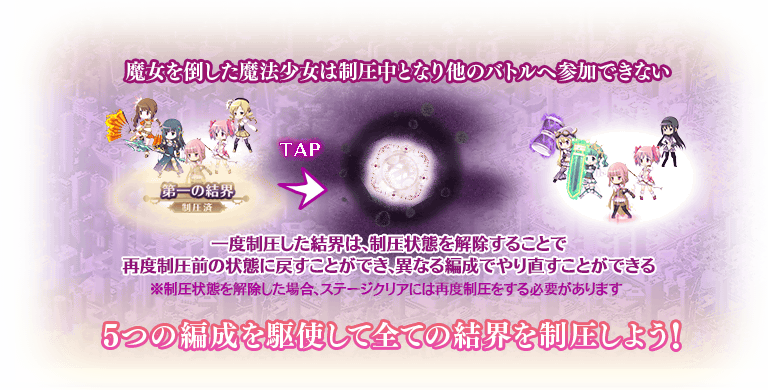 魔女を倒した魔法少女は制圧中となり他のバトルへ参加できない
TAP
第一の結界
制圧済
一度制圧した結界は、制圧状態を解除することで
再度制圧前の状態に戻すことができ、異なる編成でやり直すことができる
※制圧状態を解除した場合、ステージクリアには再度制圧をする必要があります
5つの編成を駆使して全ての結界を制圧しよう!